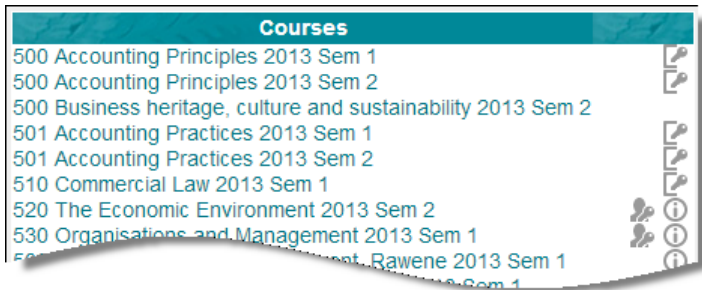 Courses
500 Accounting Principles 2013 Sem 1
500 Accounting Principles 2013 Sem 2
500 Business heritage, culture and sustainability 2013 Sem 2
501 Accounting Practices 2013 Sem 1
501 Accounting Practices 2013 Sem 2
510 Commercial Law 2013 Sem 1
520 The Economic Environment 2013 Sem 2
530 Organisations and Management 2013 Sem 1
Rawene 2013 Sem 1
Sem 1